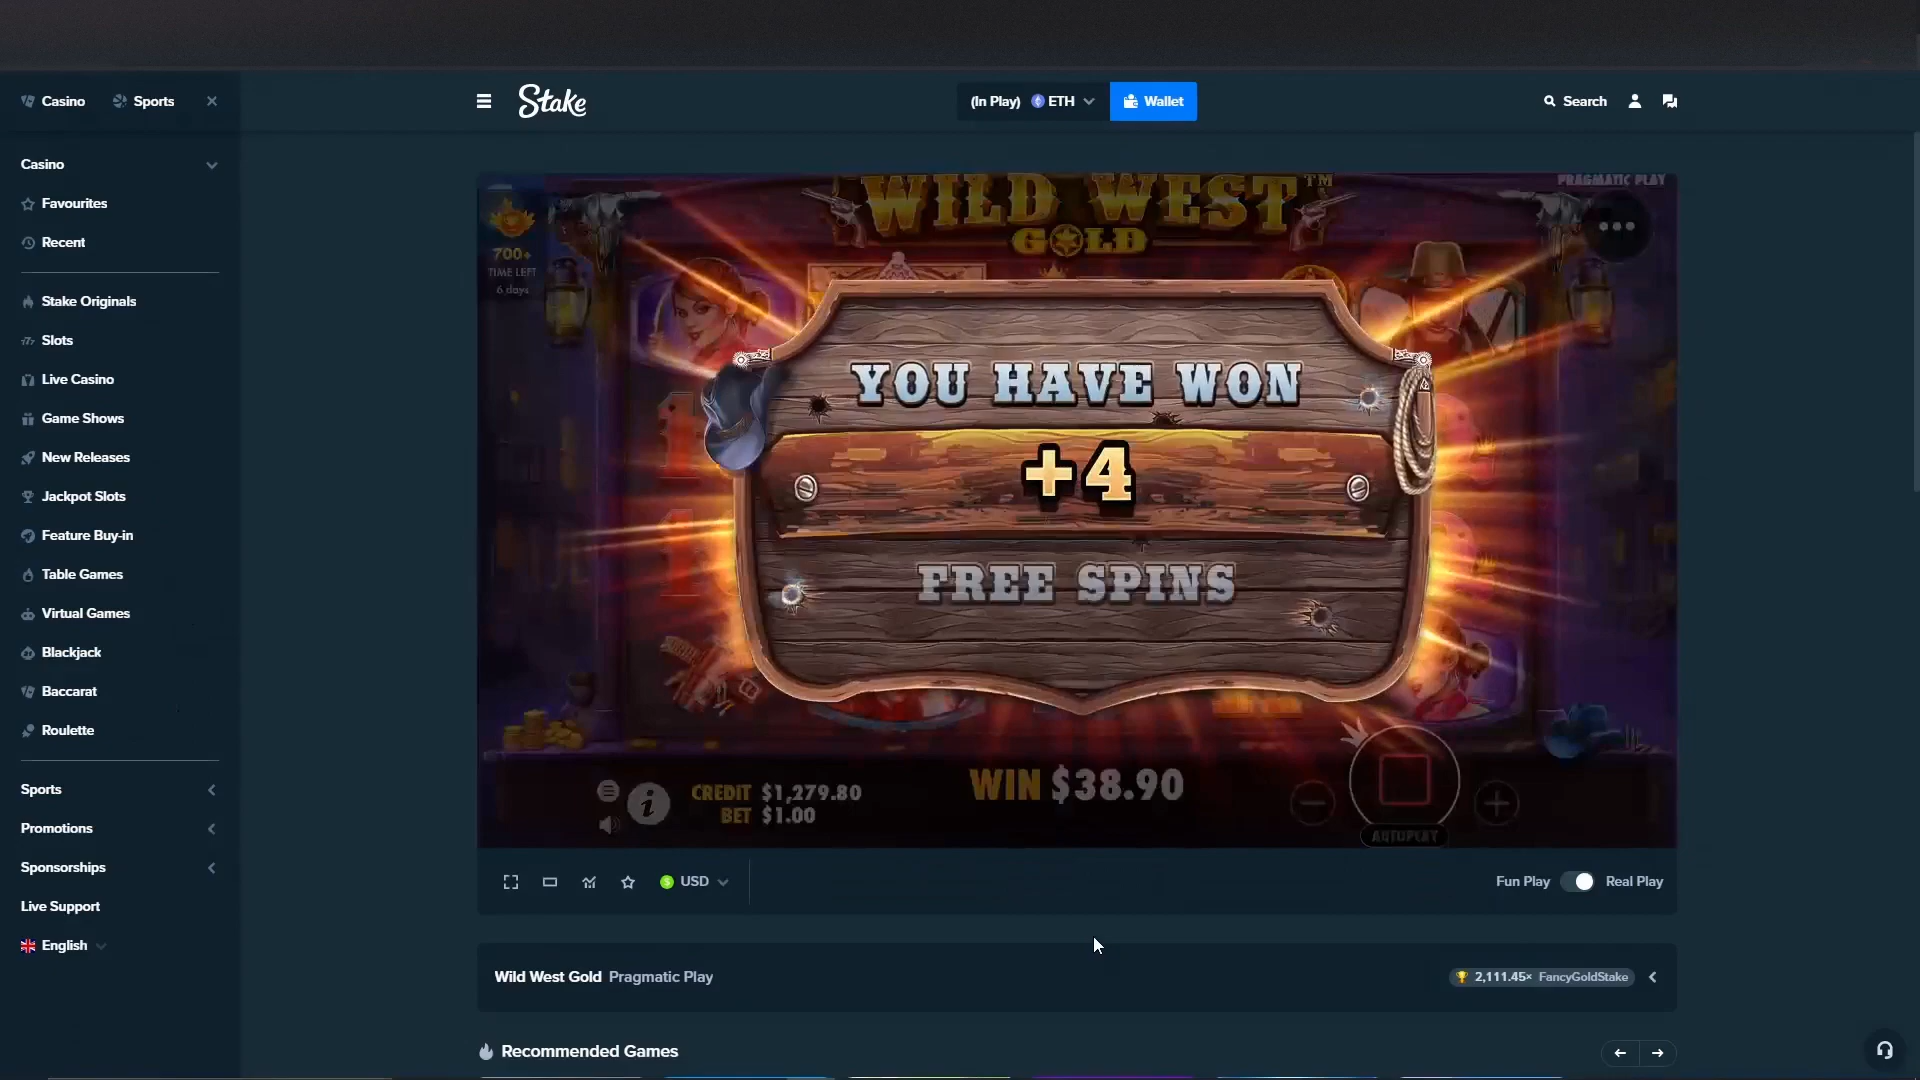 Casino
Sports
Stake
(In Play) ETH
Wallet
Search
Casino
Favourites
Recent
Stake Originals
Slots
Live Casino
Game Shows
New Releases
Jackpot Slots
Feature Buy-in
Table Games
Virtual Games
Blackjack
Baccarat
Roulette
Sports
Promotions
Sponsorships
Live Support
English
WILD WEST™
GOLD
PRAGMATIC PLAY
700+
TIME LEFT
6 days
YOU HAVE WON
+4
FREE SPINS
CREDIT $1,279.80
BET $1.00
WIN $38.90
AUTOPLAY
USD
Fun Play
Real Play
Wild West Gold Pragmatic Play
2,111.45× FancyGoldStake
Recommended Games